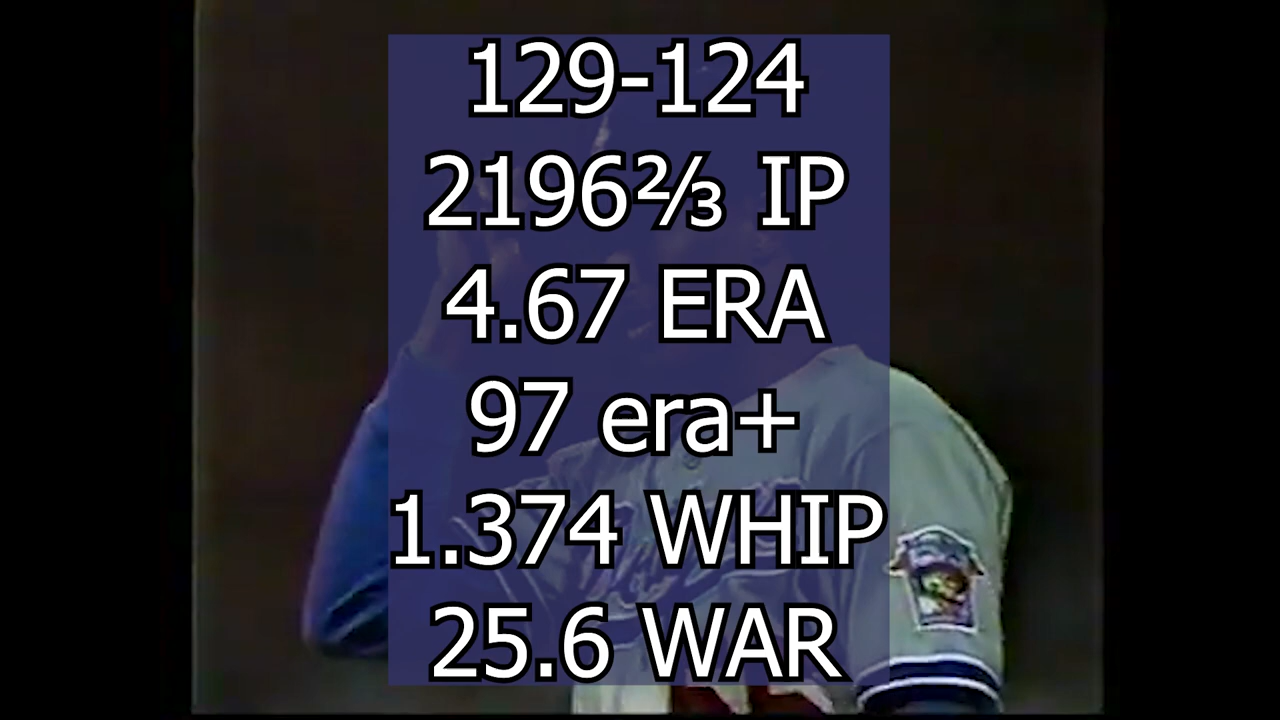 129-124
2196⅔ IP
4.67 ERA
97 era+
1.374 WHIP
25.6 WAR